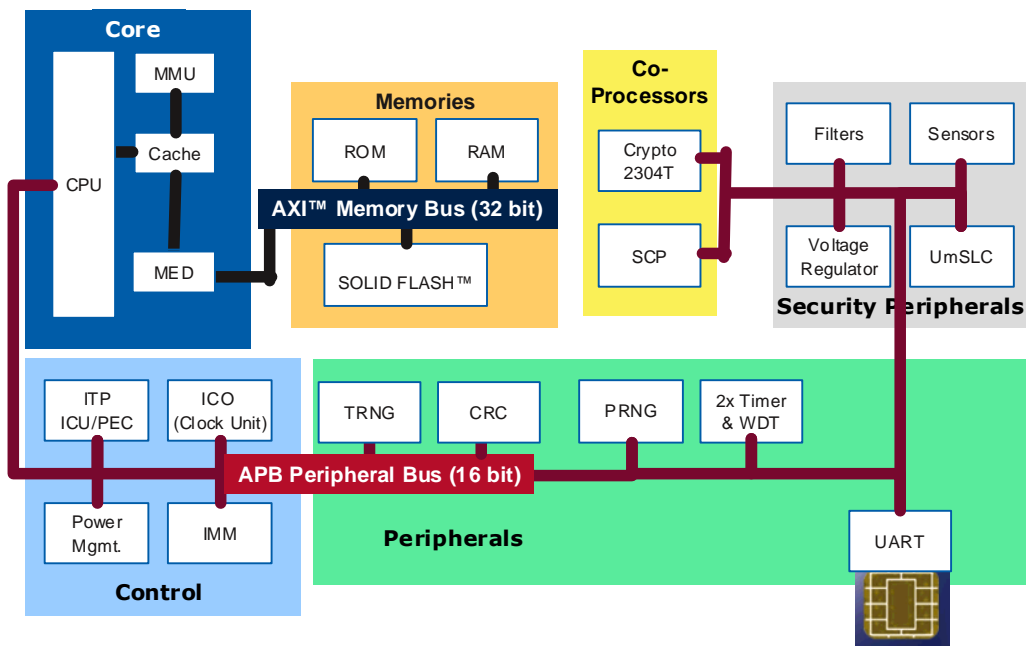 Core
CPU
MMU
Cache
MED
Memories
ROM
RAM
AXI™ Memory Bus (32 bit)
SOLID FLASH™
Co-
Processors
Crypto
2304T
SCP
Filters
Sensors
Voltage
Regulator
UmSLC
Security Peripherals
ITP
ICU/PEC
ICO
(Clock Unit)
Power
Mgmt.
IMM
Control
TRNG
CRC
PRNG
2x Timer
& WDT
APB Peripheral Bus (16 bit)
Peripherals
UART